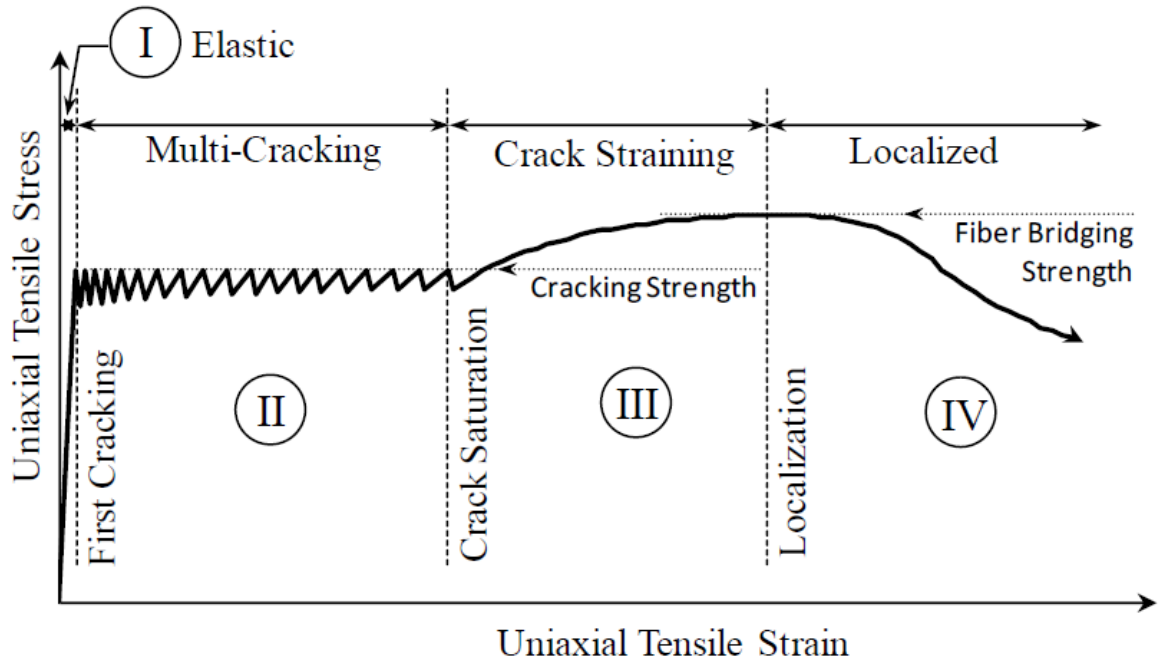 I Elastic
Multi-Cracking
Crack Straining
Localized
Uniaxial Tensile Stress
Fiber Bridging
Strength
Cracking Strength
First Cracking
II
Crack Saturation
III
Localization
IV
Uniaxial Tensile Strain